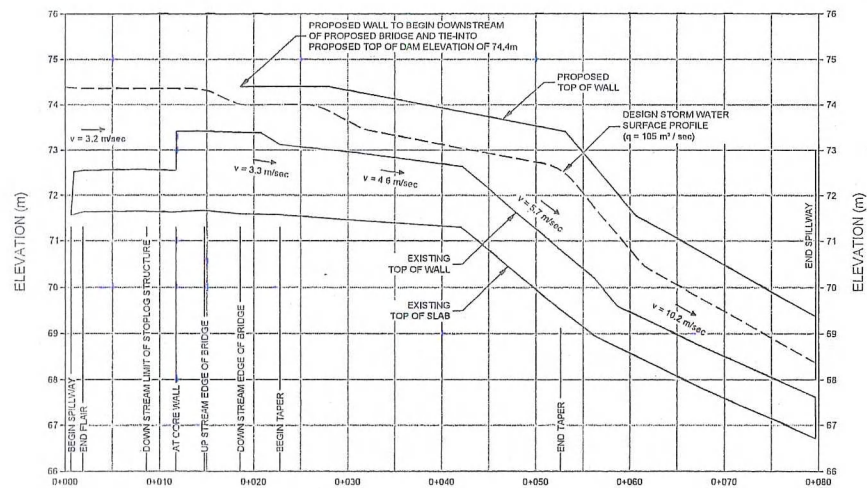 PROPOSED WALL TO BEGIN DOWNSTREAM
OF PROPOSED BRIDGE AND TIE-INTO
PROPOSED TOP OF DAM ELEVATION OF 74.4m
PROPOSED
TOP OF WALL
DESIGN STORM WATER
SURFACE PROFILE
(q = 105 m³ / sec)
v = 3.2 m/sec
v = 3.3 m/sec
v = 4.6 m/sec
v = 5.7 m/sec
v = 10.2 m/sec
EXISTING
TOP OF WALL
EXISTING
TOP OF SLAB
ELEVATION (m)
76
75
74
73
72
71
70
69
68
67
66
ELEVATION (m)
76
75
74
73
72
71
70
69
68
67
66
BEGIN SPILLWAY
END FLAIR
DOWN STREAM LIMIT OF STOPLOG STRUCTURE
AT CORE WALL
UP STREAM EDGE OF BRIDGE
DOWN STREAM EDGE OF BRIDGE
BEGIN TAPER
END TAPER
END SPILLWAY
0+000
0+010
0+020
0+030
0+040
0+050
0+060
0+070
0+080